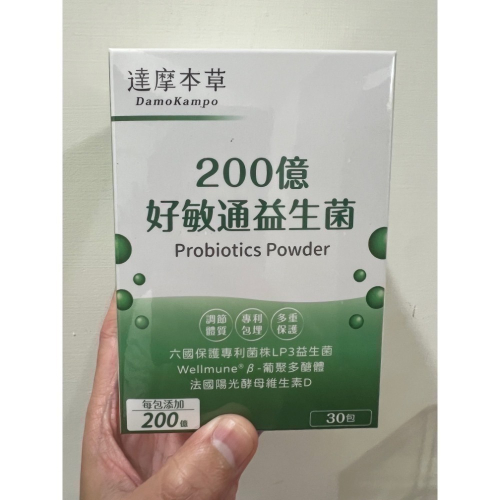 達摩本草
DamoKampo
200億
好敏通益生菌
Probiotics Powder
調節
體質
專利
包埋
多重
保護
六國保護專利菌株LP3益生菌
Wellmune® β-葡聚多醣體
法國陽光酵母維生素D
每包添加
200億
30包